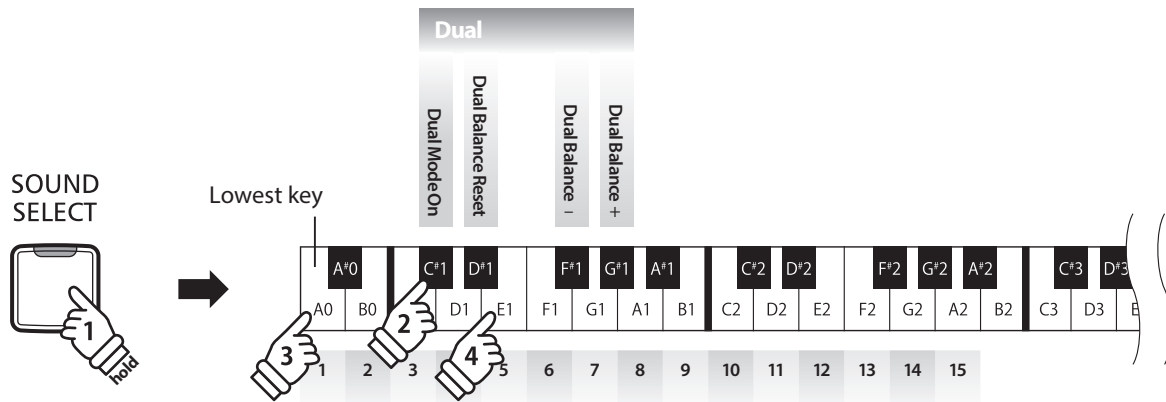 Dual
Dual Mode On
Dual Balance Reset
Dual Balance −
Dual Balance +
SOUND
SELECT
Lowest key
A#0 C#1 D#1 F#1 G#1 A#1 C#2 D#2 F#2 G#2 A#2 C#3 D#3
A0 B0 D1 E1 F1 G1 A1 B1 C2 D2 E2 F2 G2 A2 B2 C3 D3 E
1 2 3 4
hold
1 2 3 5 6 7 8 9 10 11 12 13 14 15